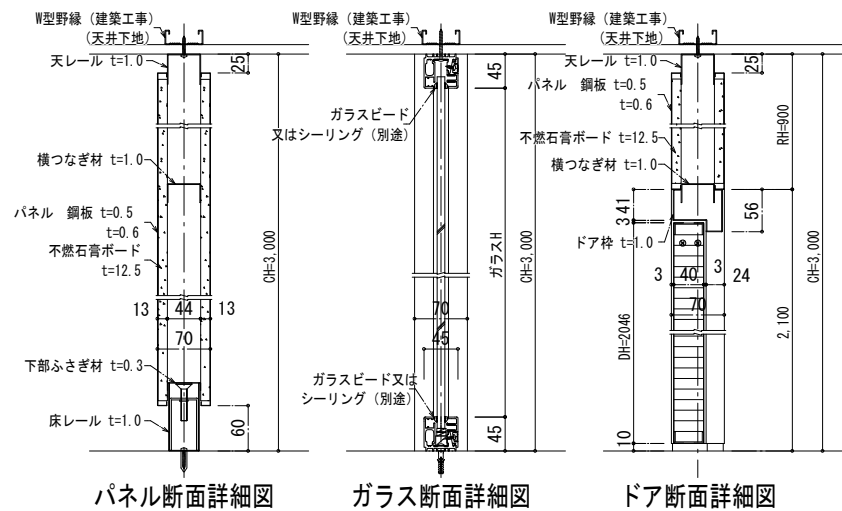 W型野縁（建築工事）
（天井下地）
天レール t=1.0
25
横つなぎ材 t=1.0
パネル　鋼板 t=0.5
t=0.6
不燃石膏ボード
t=12.5
13
44
13
70
下部ふさぎ材 t=0.3
床レール t=1.0
60
CH=3,000
パネル断面詳細図
W型野縁（建築工事）
（天井下地）
45
ガラスビード
又はシーリング（別途）
ガラスH
CH=3,000
70
45
ガラスビード又は
シーリング（別途）
45
ガラス断面詳細図
W型野縁（建築工事）
（天井下地）
天レール t=1.0
25
パネル　鋼板 t=0.5
t=0.6
不燃石膏ボード t=12.5
横つなぎ材 t=1.0
RH=900
41
3
56
ドア枠 t=1.0
3
40
3
24
70
DH=2046
2,100
CH=3,000
10
ドア断面詳細図